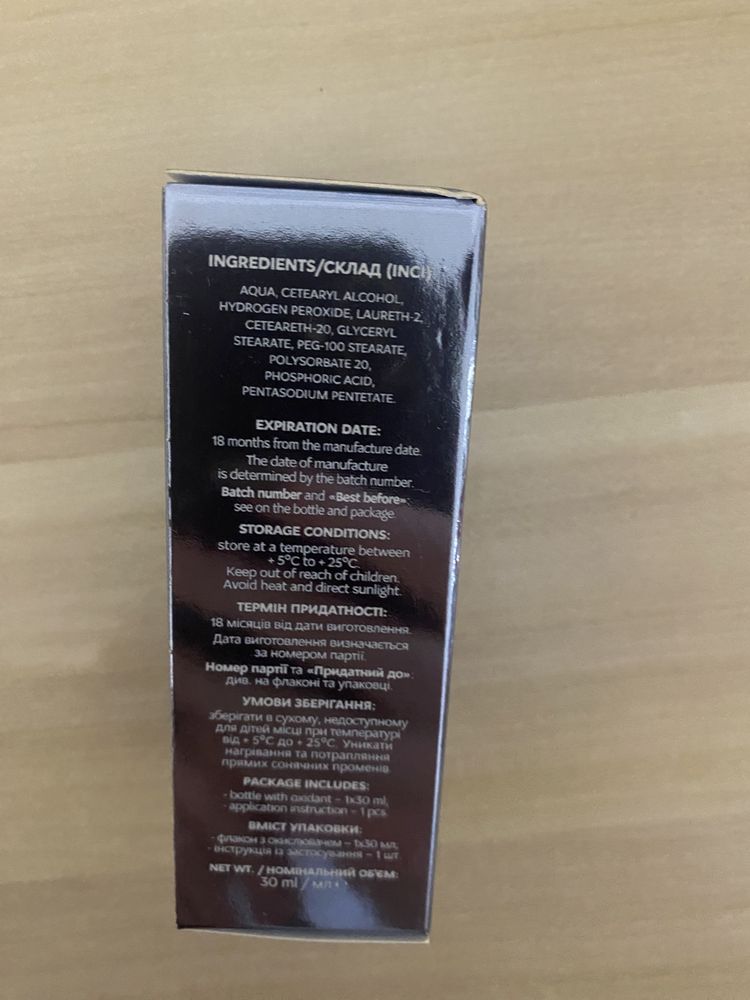 INGREDIENTS/СКЛАД (INCI)
AQUA, CETEARYL ALCOHOL,
HYDROGEN PEROXIDE, LAURETH-2,
CETEARETH-20, GLYCERYL
STEARATE, PEG-100 STEARATE,
POLYSORBATE 20,
PHOSPHORIC ACID,
PENTASODIUM PENTETATE.
EXPIRATION DATE:
18 months from the manufacture date.
The date of manufacture
is determined by the batch number.
Batch number and «Best before»:
see on the bottle and package.
STORAGE CONDITIONS:
store at a temperature between
+ 5°C to + 25°C.
Keep out of reach of children.
Avoid heat and direct sunlight.
ТЕРМІН ПРИДАТНОСТІ:
18 місяців від дати виготовлення.
Дата виготовлення визначається
за номером партії.
Номер партії та «Придатний до»:
див. на флаконі та упаковці.
УМОВИ ЗБЕРІГАННЯ:
зберігати в сухому, недоступному
для дітей місці при температурі
від + 5°C до + 25°C. Уникати
нагрівання та потрапляння
прямих сонячних променів.
PACKAGE INCLUDES:
- bottle with oxidant – 1x30 ml,
- application instruction – 1 pcs.
ВМІСТ УПАКОВКИ:
- флакон з окислювачем – 1x30 мл,
- інструкція із застосування – 1 шт.
NET WT. / НОМІНАЛЬНИЙ ОБ'ЄМ:
30 ml / мл